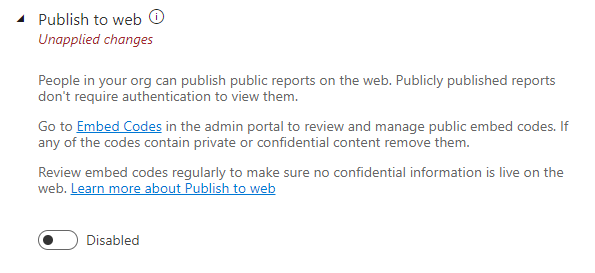 Publish to web
Unapplied changes
People in your org can publish public reports on the web. Publicly published reports
don't require authentication to view them.
Go to Embed Codes in the admin portal to review and manage public embed codes. If
any of the codes contain private or confidential content remove them.
Review embed codes regularly to make sure no confidential information is live on the
web. Learn more about Publish to web
Disabled